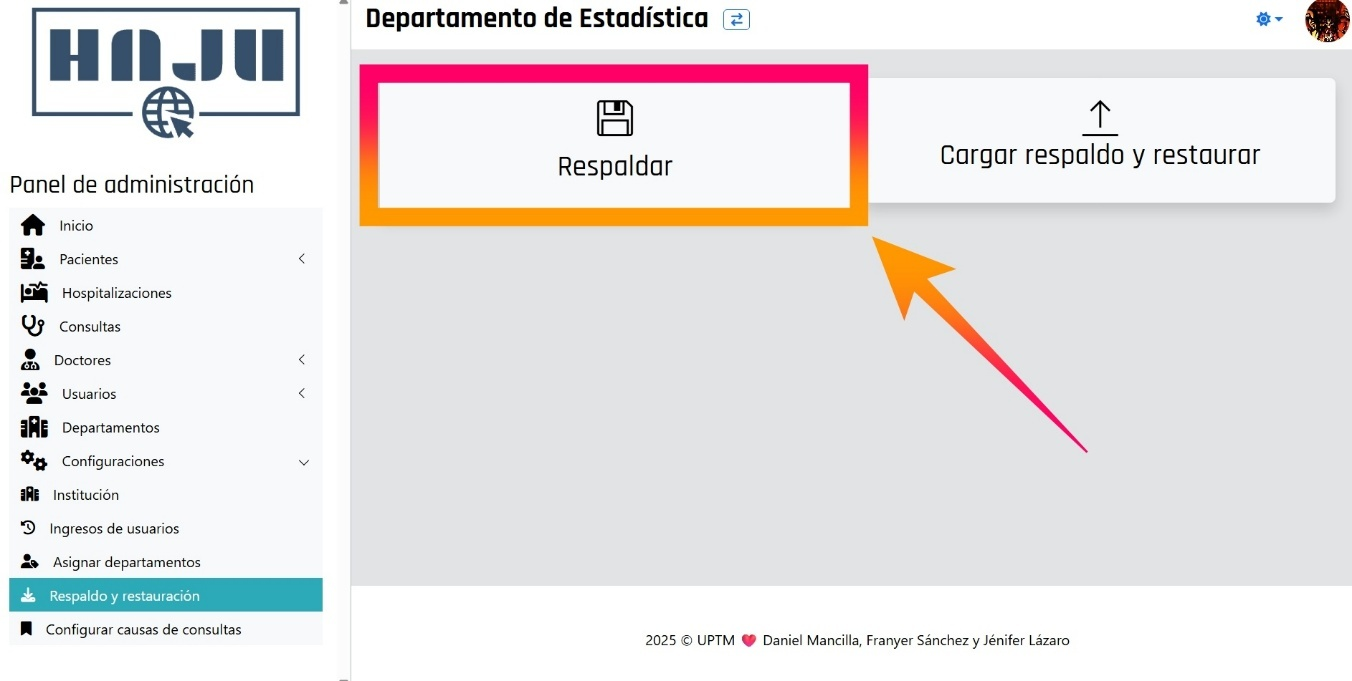 HNJU
Departamento de Estadística
Panel de administración
Inicio
Pacientes
Hospitalizaciones
Consultas
Doctores
Usuarios
Departamentos
Configuraciones
Institución
Ingresos de usuarios
Asignar departamentos
Respaldo y restauración
Configurar causas de consultas
Respaldar
Cargar respaldo y restaurar
2025 © UPTM ❤️ Daniel Mancilla, Franyer Sánchez y Jénifer Lázaro